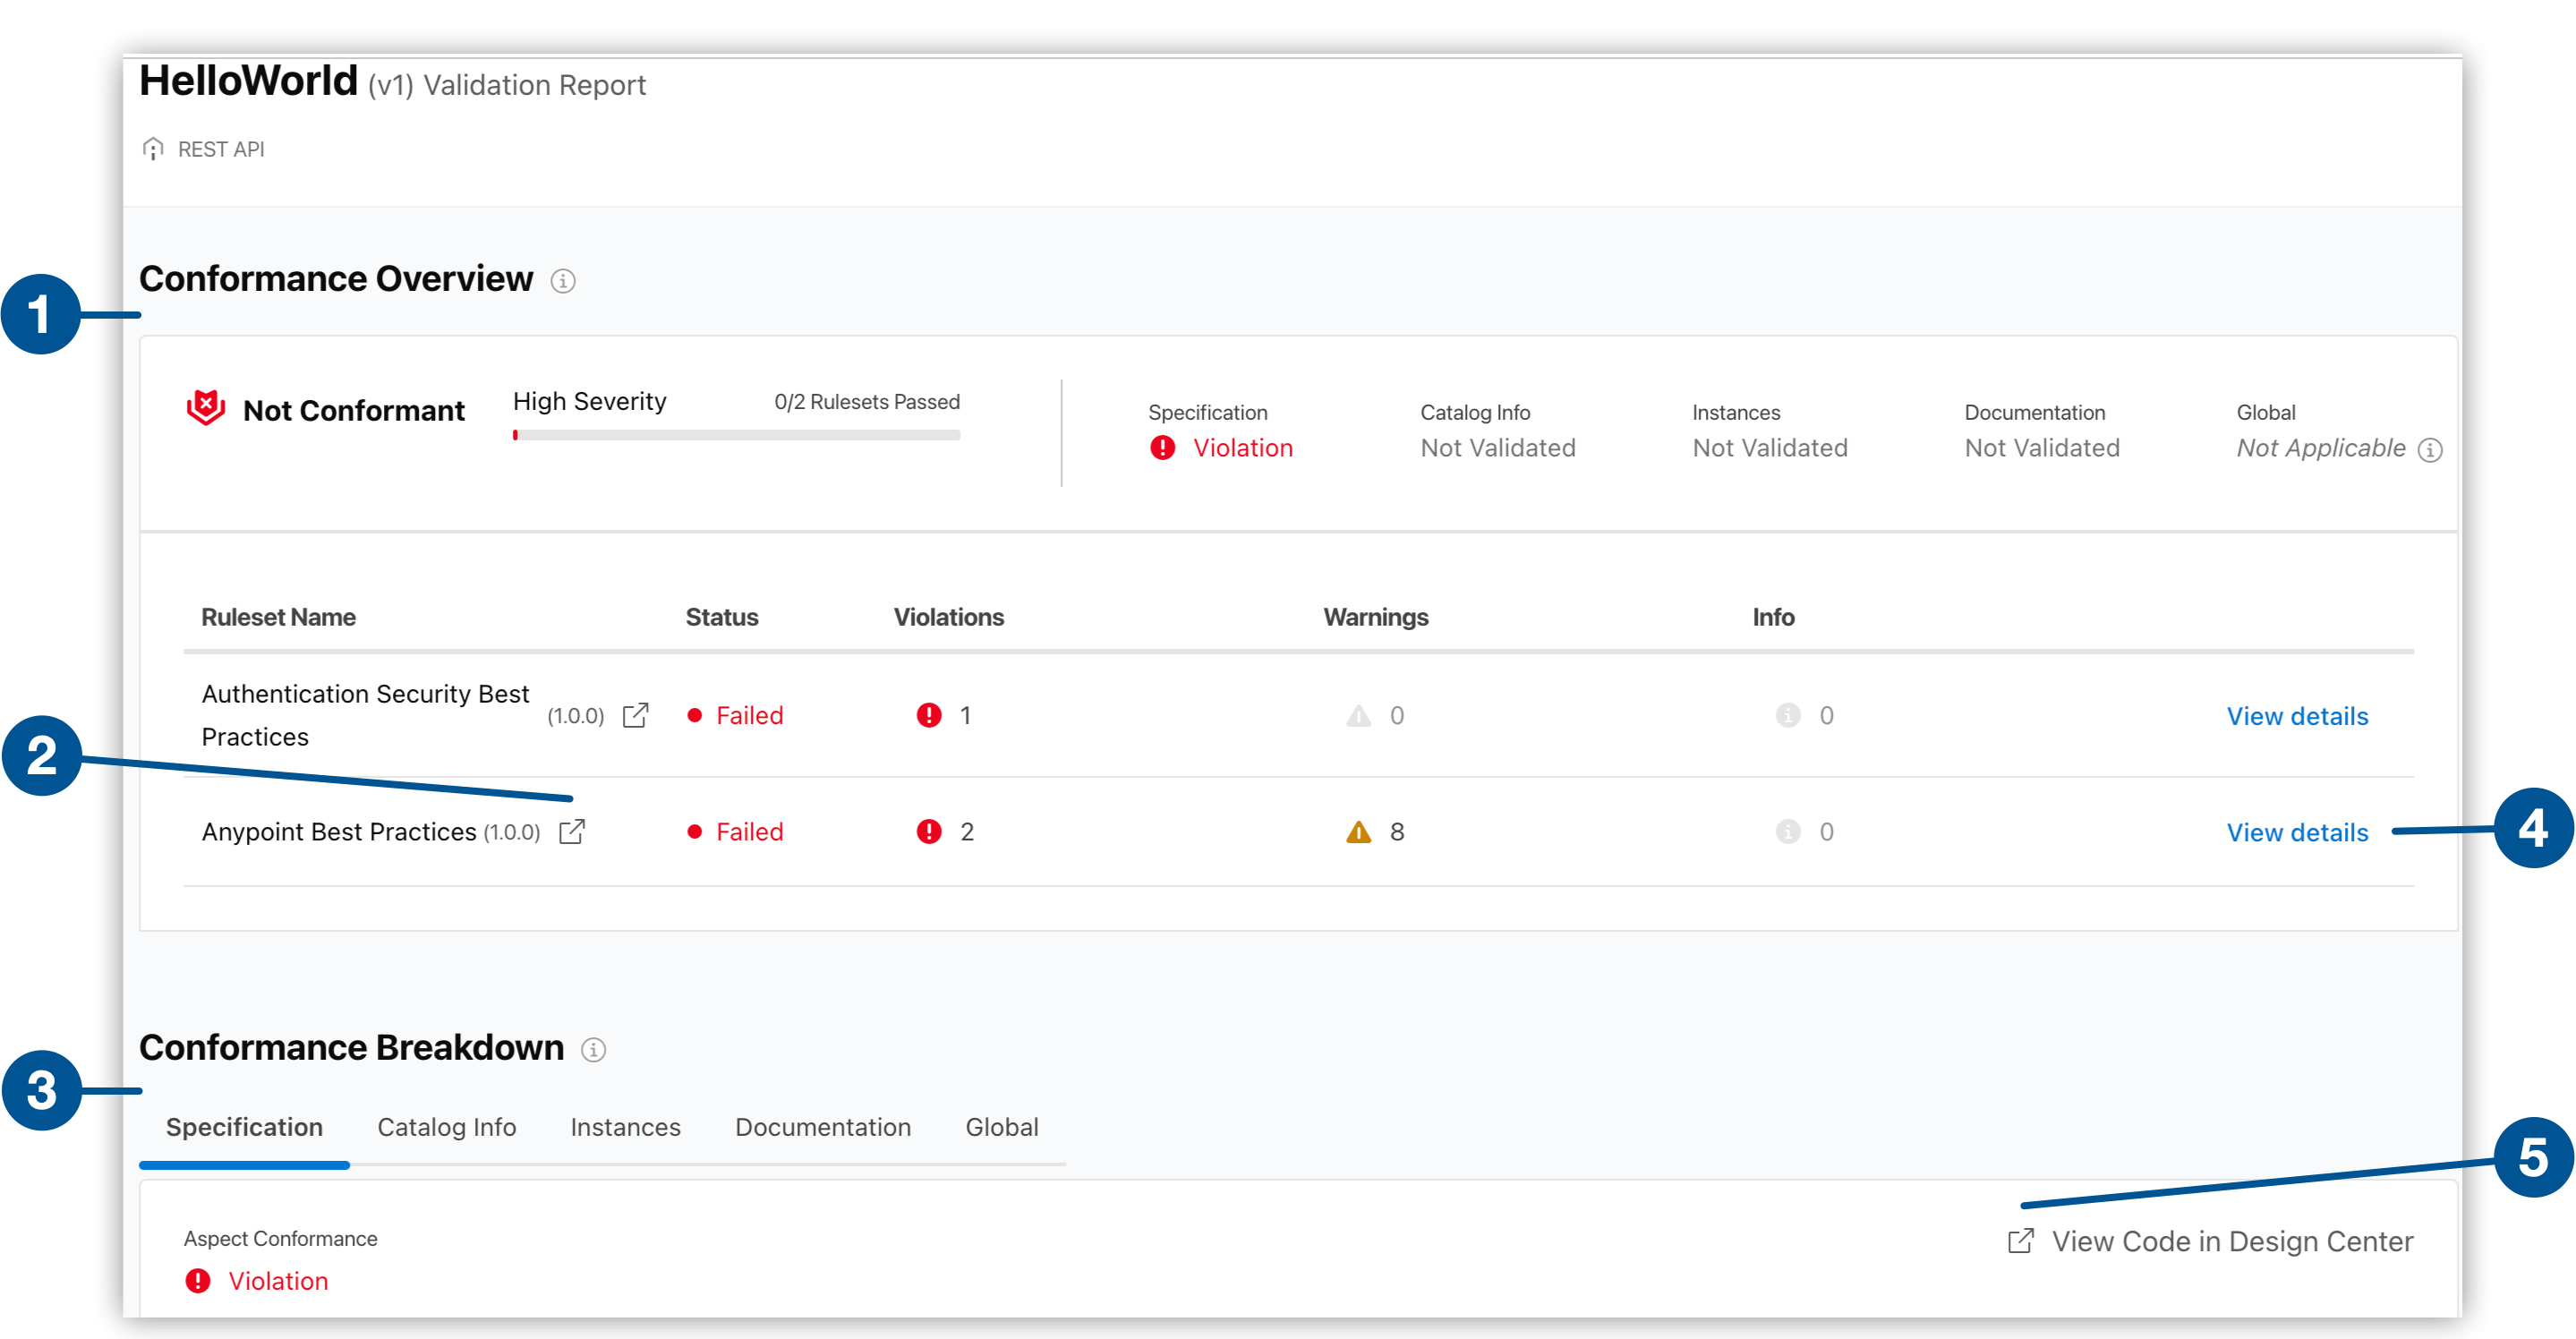 HelloWorld (v1) Validation Report
REST API
Conformance Overview
1
Not Conformant
High Severity
0/2 Rulesets Passed
Specification
Violation
Catalog Info
Not Validated
Instances
Not Validated
Documentation
Not Validated
Global
Not Applicable
Ruleset Name Status Violations Warnings Info
Authentication Security Best
Practices
(1.0.0) Failed 1 0 0 View details
2
Anypoint Best Practices (1.0.0) Failed 2 8 0 View details
4
Conformance Breakdown
3
Specification Catalog Info Instances Documentation Global
5
Aspect Conformance
View Code in Design Center
Violation